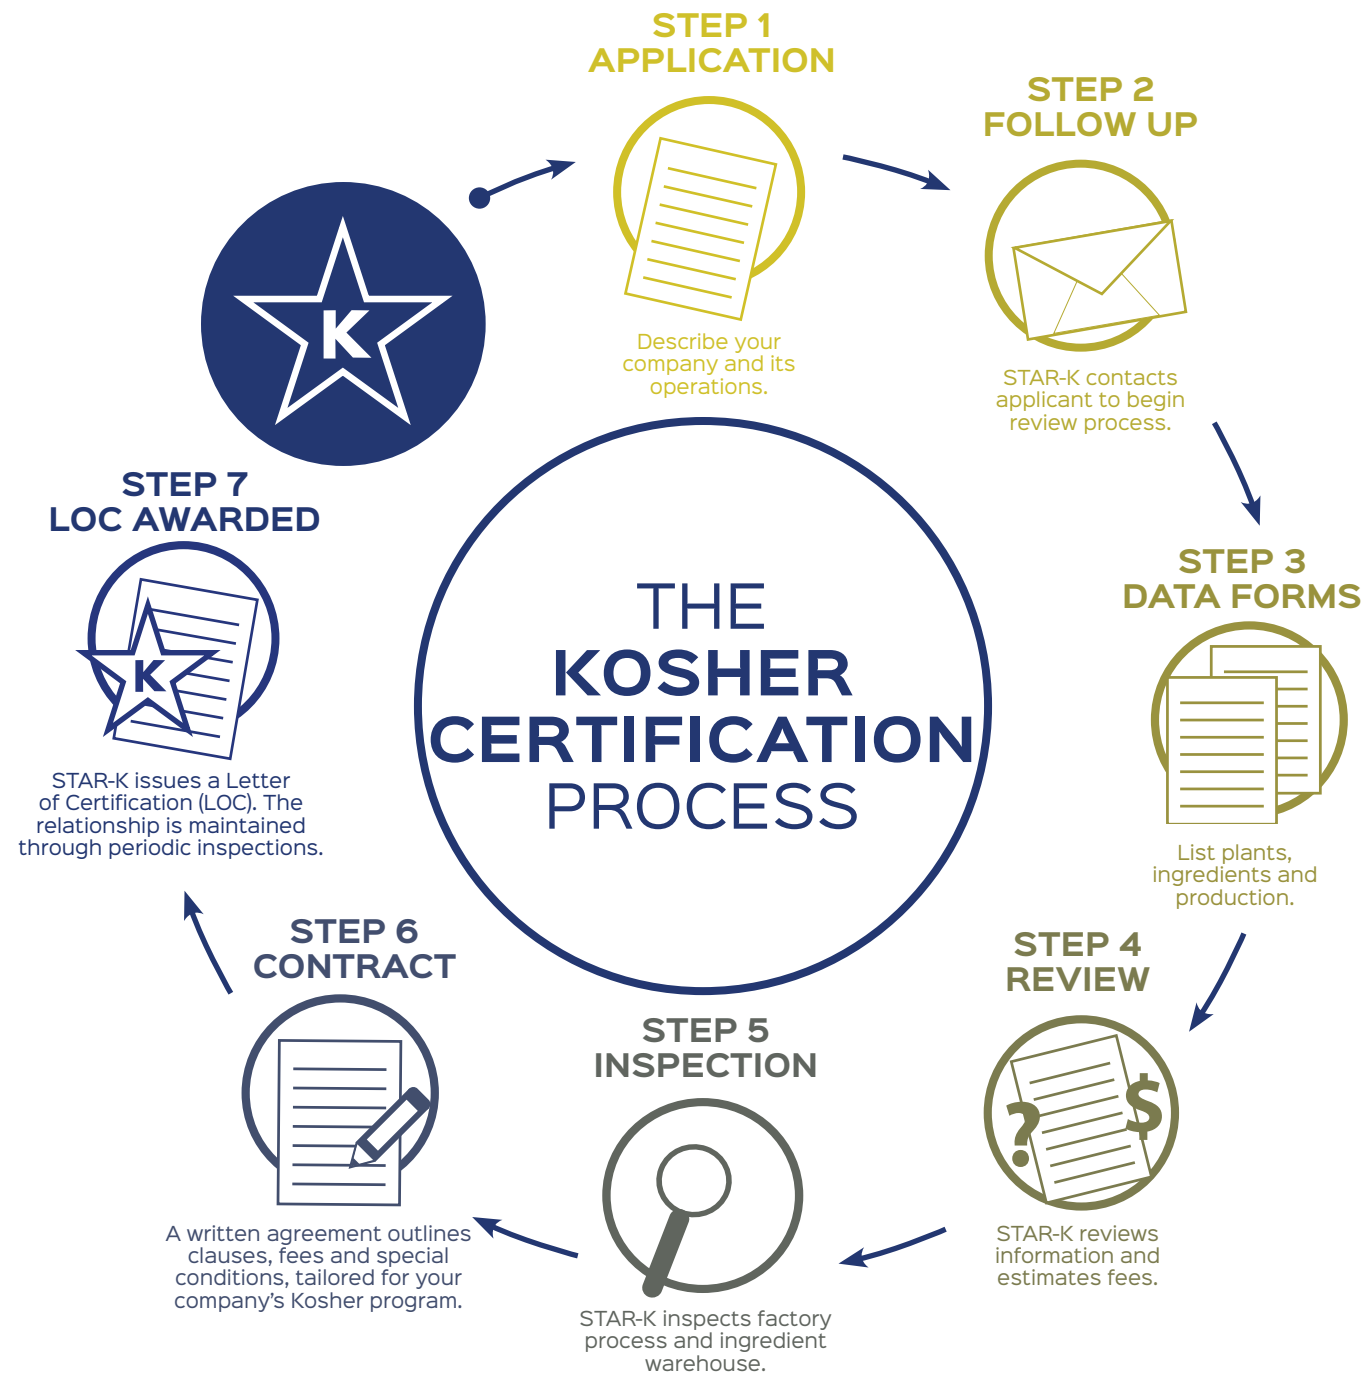 STEP 1
APPLICATION
Describe your
company and its
operations.
STEP 2
FOLLOW UP
STAR-K contacts
applicant to begin
review process.
STEP 3
DATA FORMS
List plants,
ingredients and
production.
STEP 4
REVIEW
?
$
STAR-K reviews
information and
estimates fees.
STEP 5
INSPECTION
STAR-K inspects factory
process and ingredient
warehouse.
STEP 6
CONTRACT
A written agreement outlines
clauses, fees and special
conditions, tailored for your
company's Kosher program.
STEP 7
LOC AWARDED
K
STAR-K issues a Letter
of Certification (LOC). The
relationship is maintained
through periodic inspections.
K
THE
KOSHER
CERTIFICATION
PROCESS